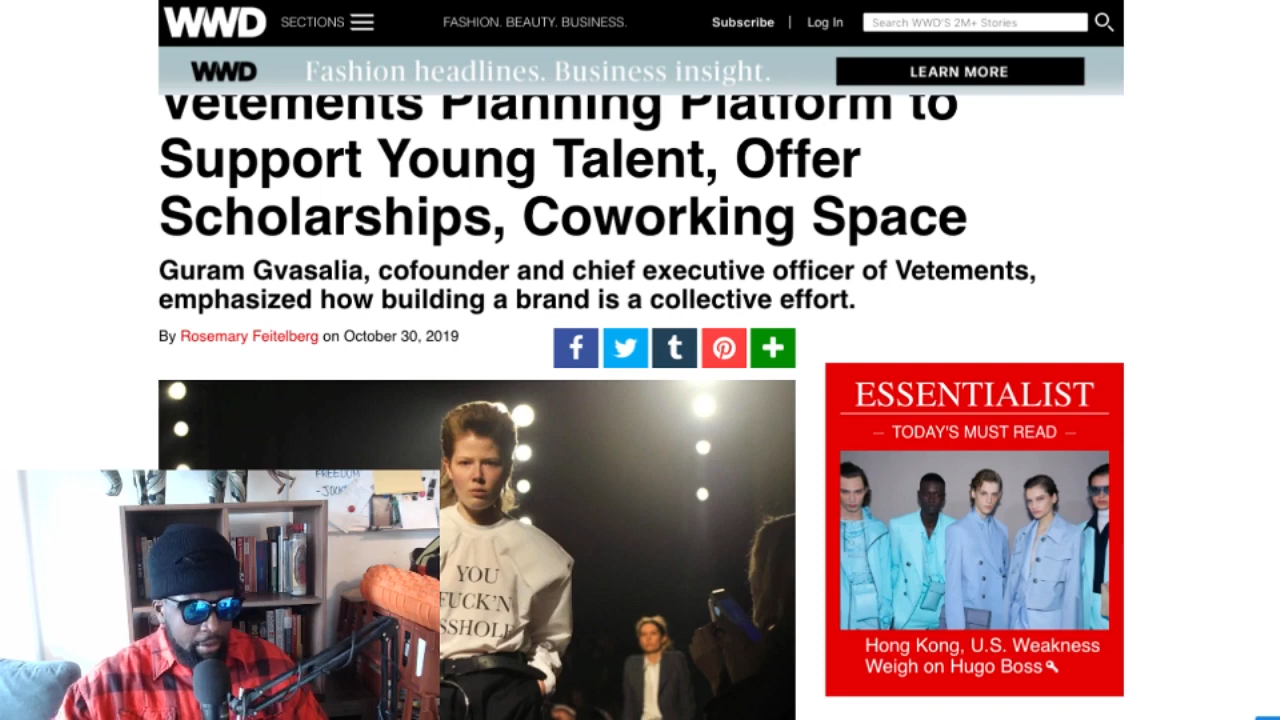 WWD SECTIONS FASHION. BEAUTY. BUSINESS. Subscribe | Log In Search WWD'S 2M+ Stories
WWD Fashion headlines. Business insight. LEARN MORE
Vetements Planning Platform to
Support Young Talent, Offer
Scholarships, Coworking Space
Guram Gvasalia, cofounder and chief executive officer of Vetements,
emphasized how building a brand is a collective effort.
By Rosemary Feitelberg on October 30, 2019
ESSENTIALIST
— TODAY'S MUST READ —
Hong Kong, U.S. Weakness
Weigh on Hugo Boss
FREEDOM
YOU
FUCK'N
SSHOLE